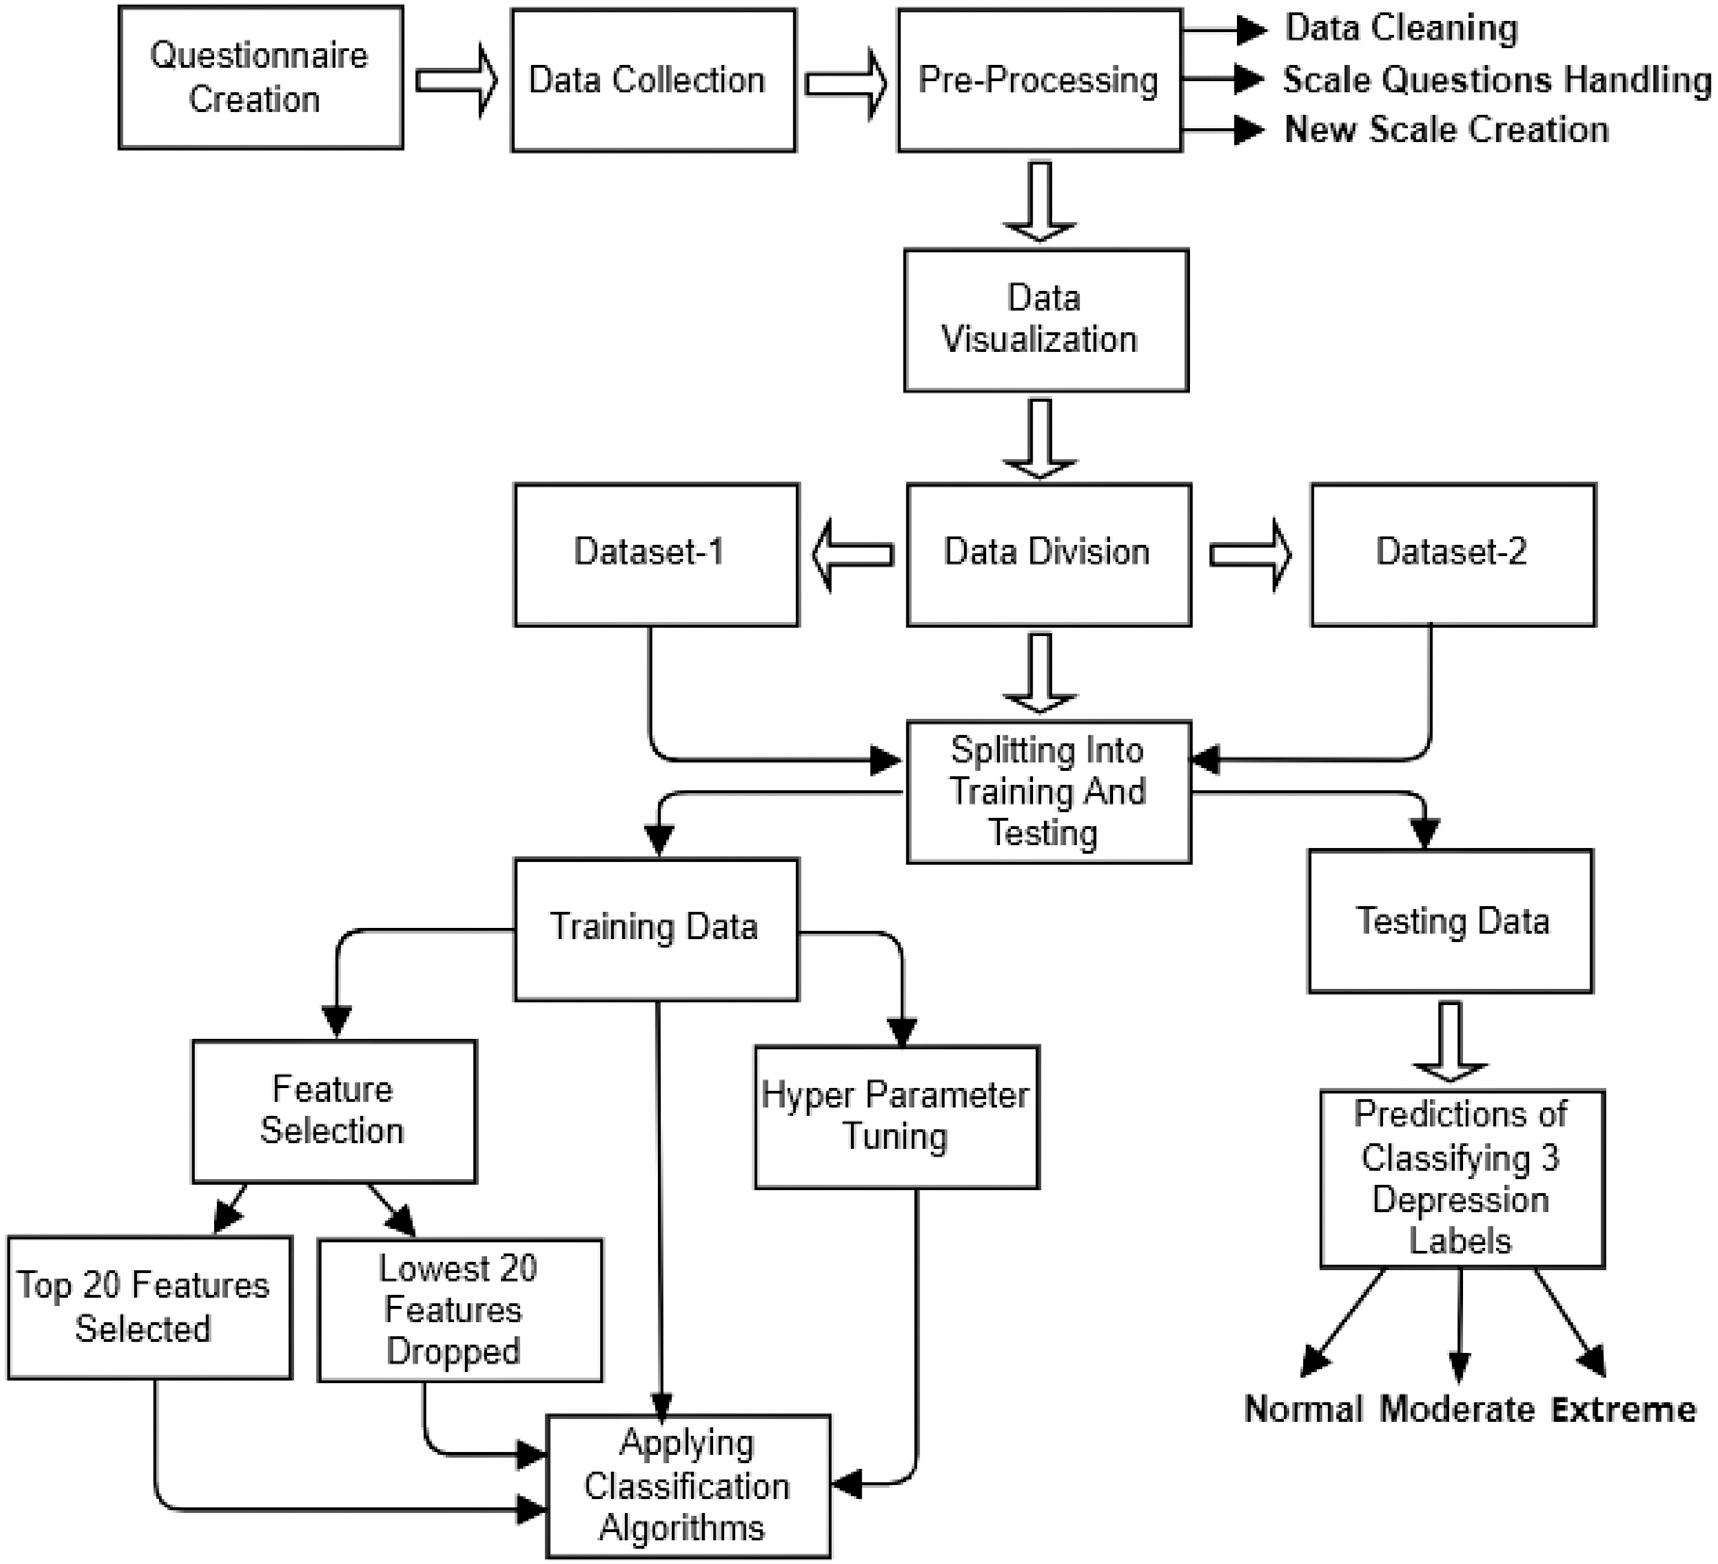 Questionnaire
Creation
Data Collection
Pre-Processing
Data Cleaning
Scale Questions Handling
New Scale Creation
Data
Visualization
Dataset-1
Data Division
Dataset-2
Splitting Into
Training And
Testing
Training Data
Testing Data
Feature
Selection
Hyper Parameter
Tuning
Predictions of
Classifying 3
Depression
Labels
Top 20 Features
Selected
Lowest 20
Features
Dropped
Normal Moderate Extreme
Applying
Classification
Algorithms